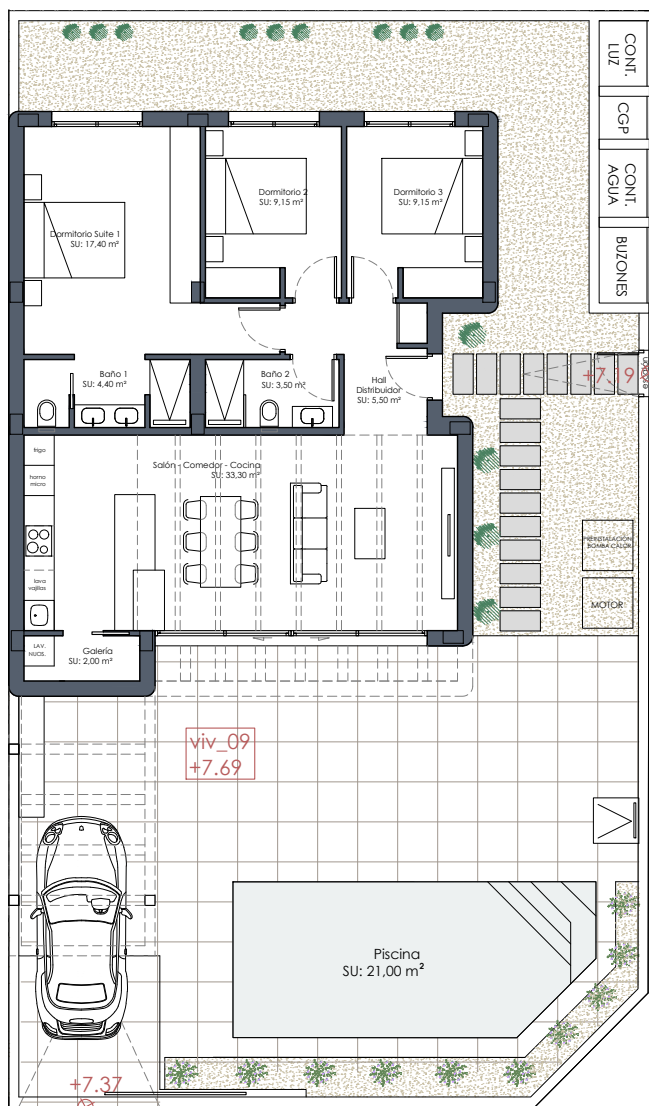 CONT.
LUZ
CGP
CONT.
AGUA
BUZONES
Dormitorio Suite 1
SU: 17,40 m²
Dormitorio 2
SU: 9,15 m²
Dormitorio 3
SU: 9,15 m²
Baño 1
SU: 4,40 m²
Baño 2
SU: 3,50 m²
Hall
Distribuidor
SU: 5,50 m²
+7.19
frigo
horno
micro
lava
vajillas
Salón - Comedor - Cocina
SU: 33,30 m²
PREINSTALACION
BOMBA CALOR
MOTOR
LAV.
Galería
SU: 2,00 m²
viv_09
+7.69
Piscina
SU: 21,00 m²
+7.37